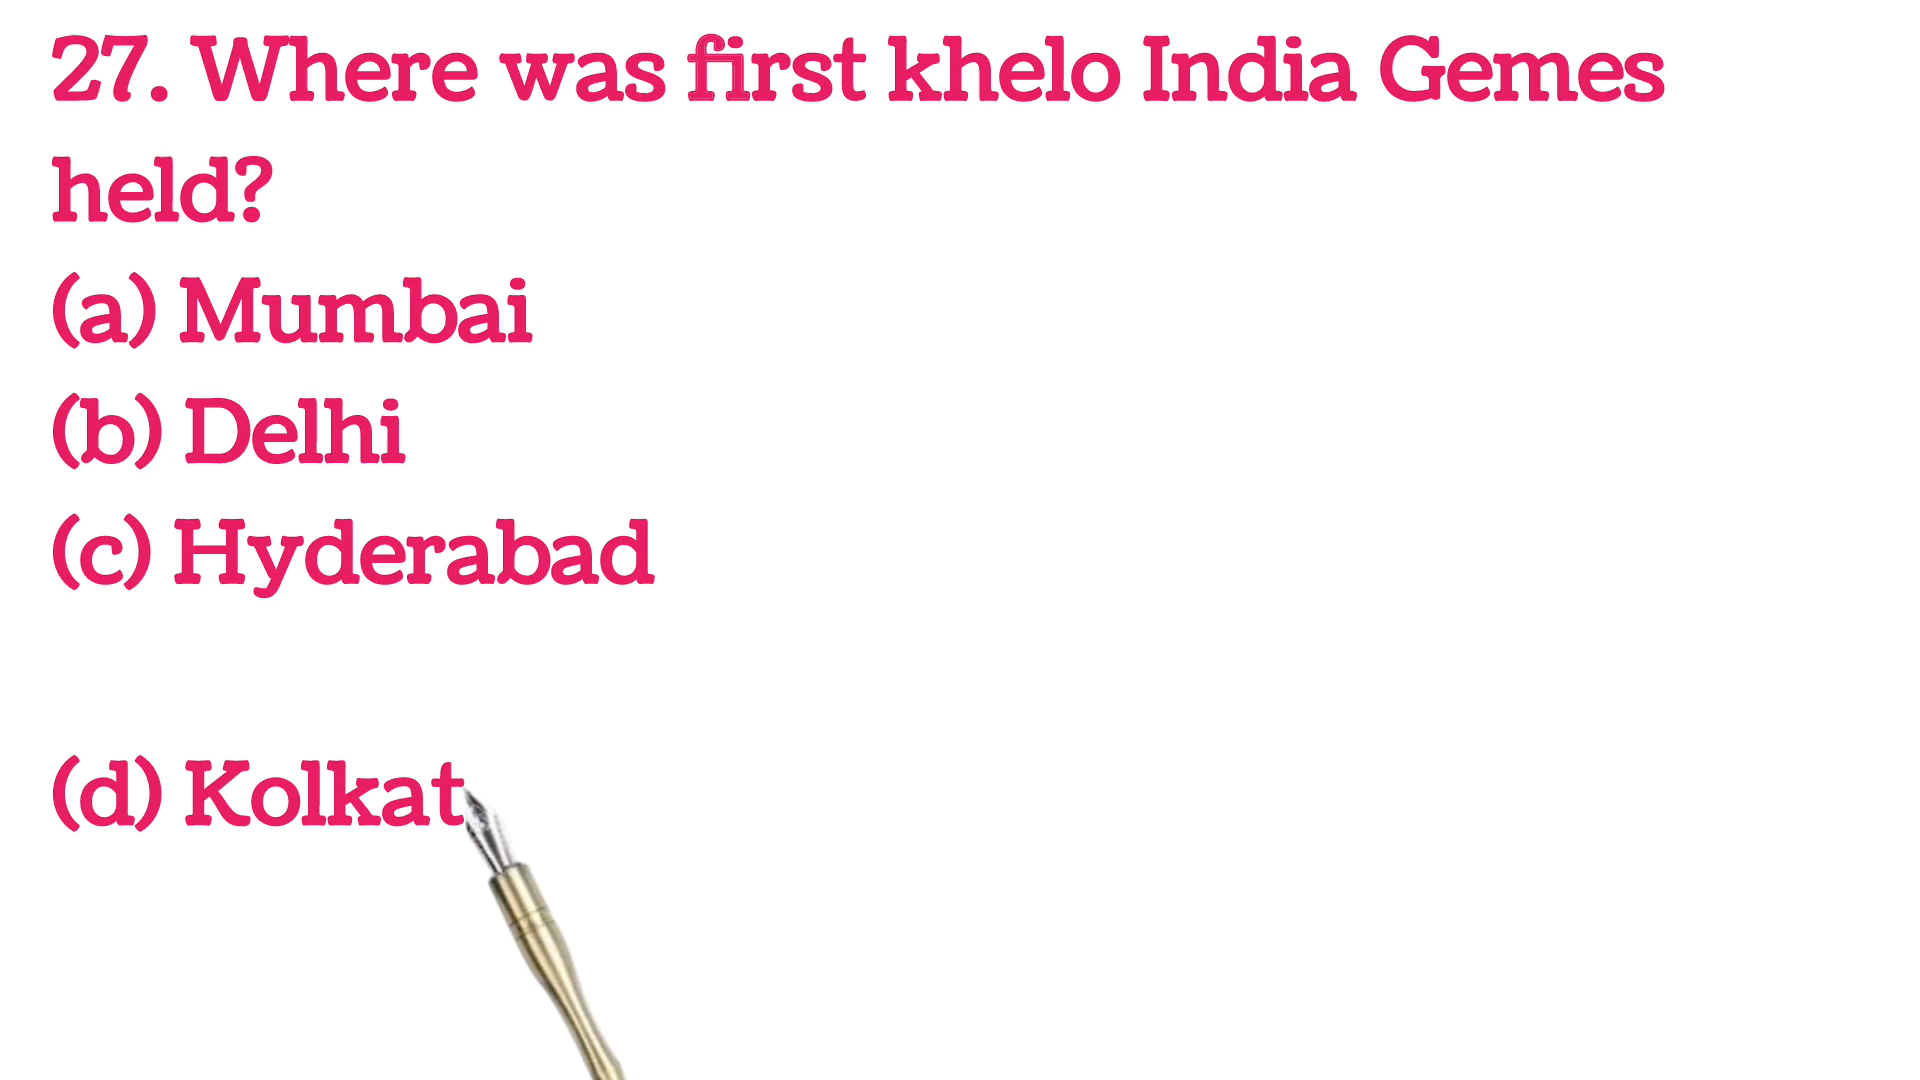 27. Where was first khelo India Gemes
held?
(a) Mumbai
(b) Delhi
(c) Hyderabad
(d) Kolkat